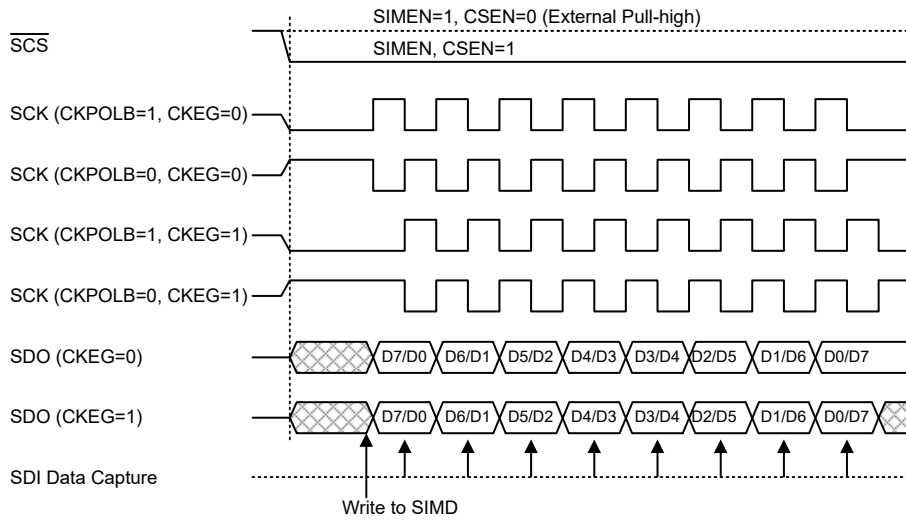 SIMEN=1, CSEN=0 (External Pull-high)
SCS
SIMEN, CSEN=1
SCK (CKPOLB=1, CKEG=0)
SCK (CKPOLB=0, CKEG=0)
SCK (CKPOLB=1, CKEG=1)
SCK (CKPOLB=0, CKEG=1)
SDO (CKEG=0) D7/D0 D6/D1 D5/D2 D4/D3 D3/D4 D2/D5 D1/D6 D0/D7
SDO (CKEG=1) D7/D0 D6/D1 D5/D2 D4/D3 D3/D4 D2/D5 D1/D6 D0/D7
SDI Data Capture
Write to SIMD